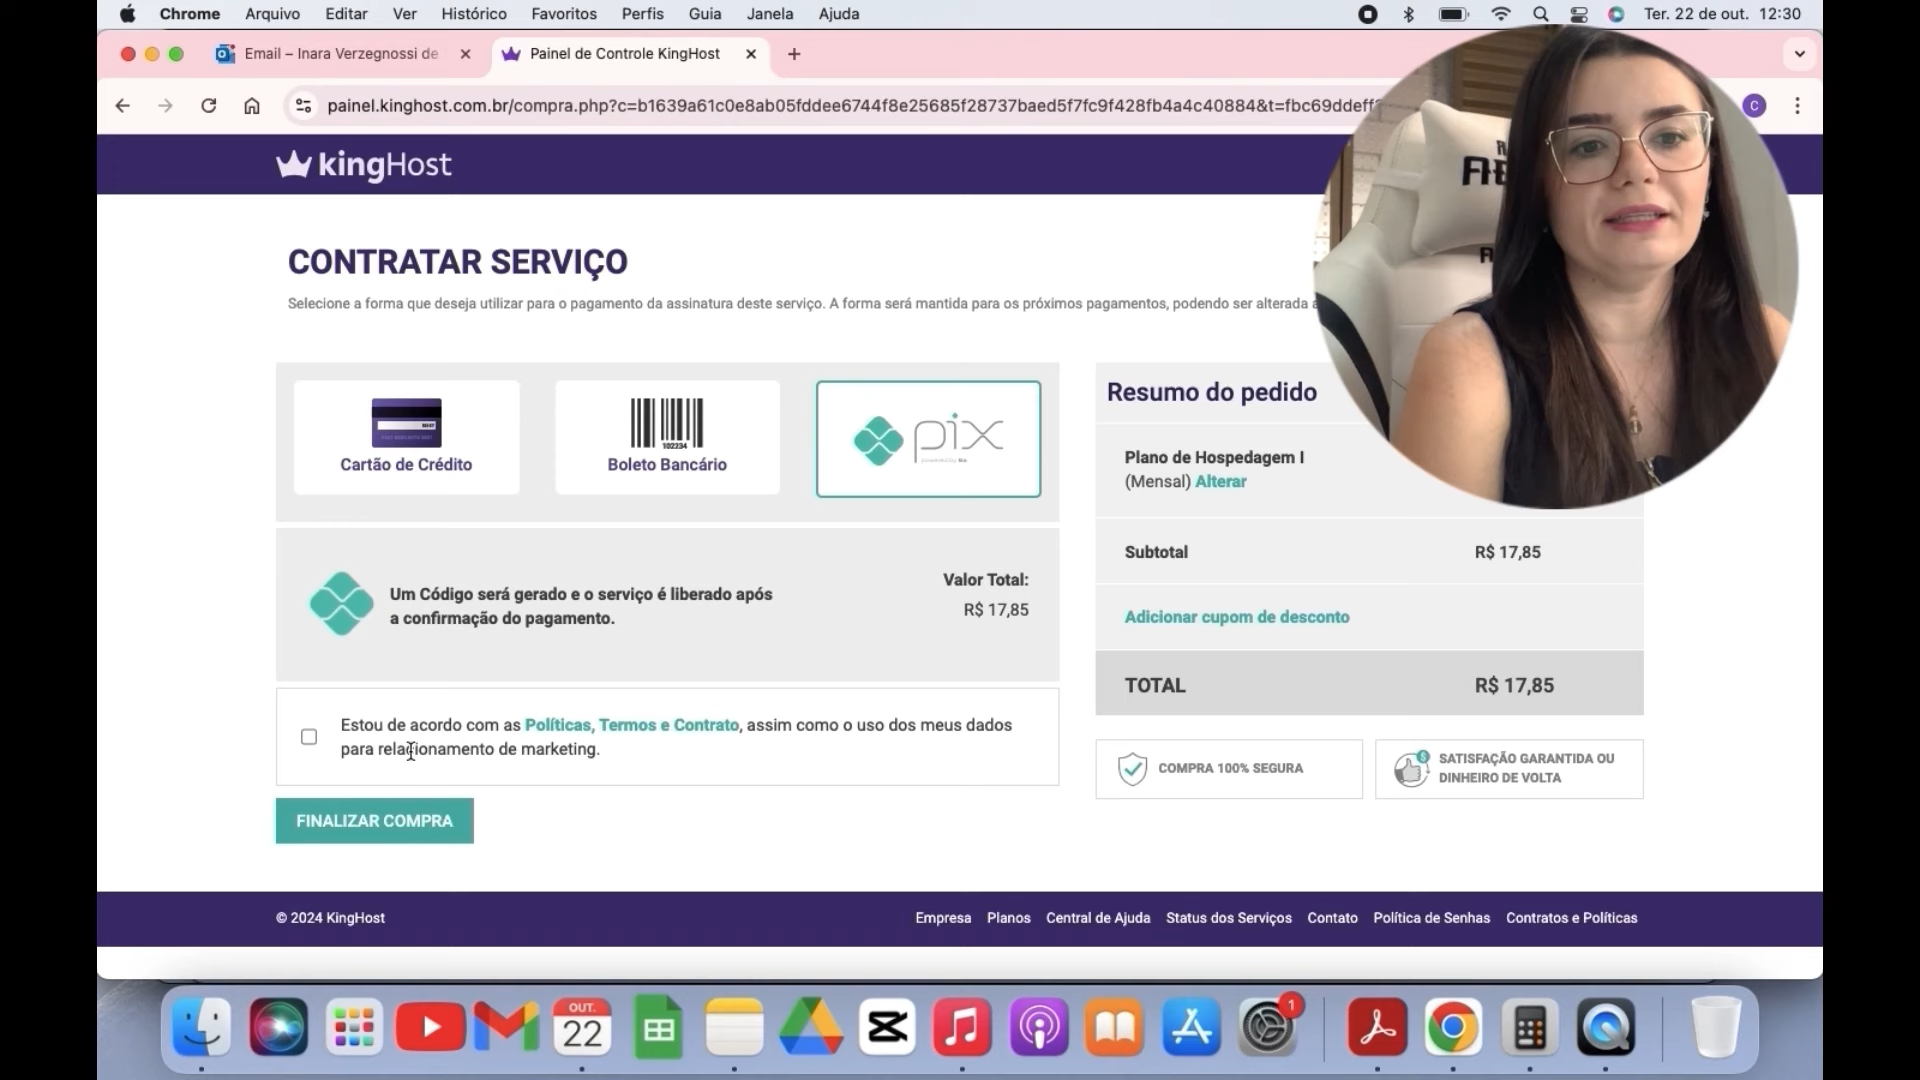 Chrome Arquivo Editar Ver Histórico Favoritos Perfis Guia Janela Ajuda Ter. 22 de out. 12:30
Email – Inara Verzegnossi de
Painel de Controle KingHost
painel.kinghost.com.br/compra.php?c=b1639a61c0e8ab05fddee6744f8e25685f28737baed5f7fc9f428fb4a4c40884&t=fbc69ddeff
C
kingHost
CONTRATAR SERVIÇO
Selecione a forma que deseja utilizar para o pagamento da assinatura deste serviço. A forma será mantida para os próximos pagamentos, podendo ser alterada
Cartão de Crédito
102234
Boleto Bancário
pix
Resumo do pedido
Plano de Hospedagem I
(Mensal) Alterar
Subtotal R$ 17,85
Adicionar cupom de desconto
TOTAL R$ 17,85
Um Código será gerado e o serviço é liberado após
a confirmação do pagamento.
Valor Total:
R$ 17,85
Estou de acordo com as Políticas, Termos e Contrato, assim como o uso dos meus dados
para relacionamento de marketing.
COMPRA 100% SEGURA
SATISFAÇÃO GARANTIDA OU
DINHEIRO DE VOLTA
FINALIZAR COMPRA
© 2024 KingHost
Empresa Planos Central de Ajuda Status dos Serviços Contato Política de Senhas Contratos e Políticas
OUT.
22
1